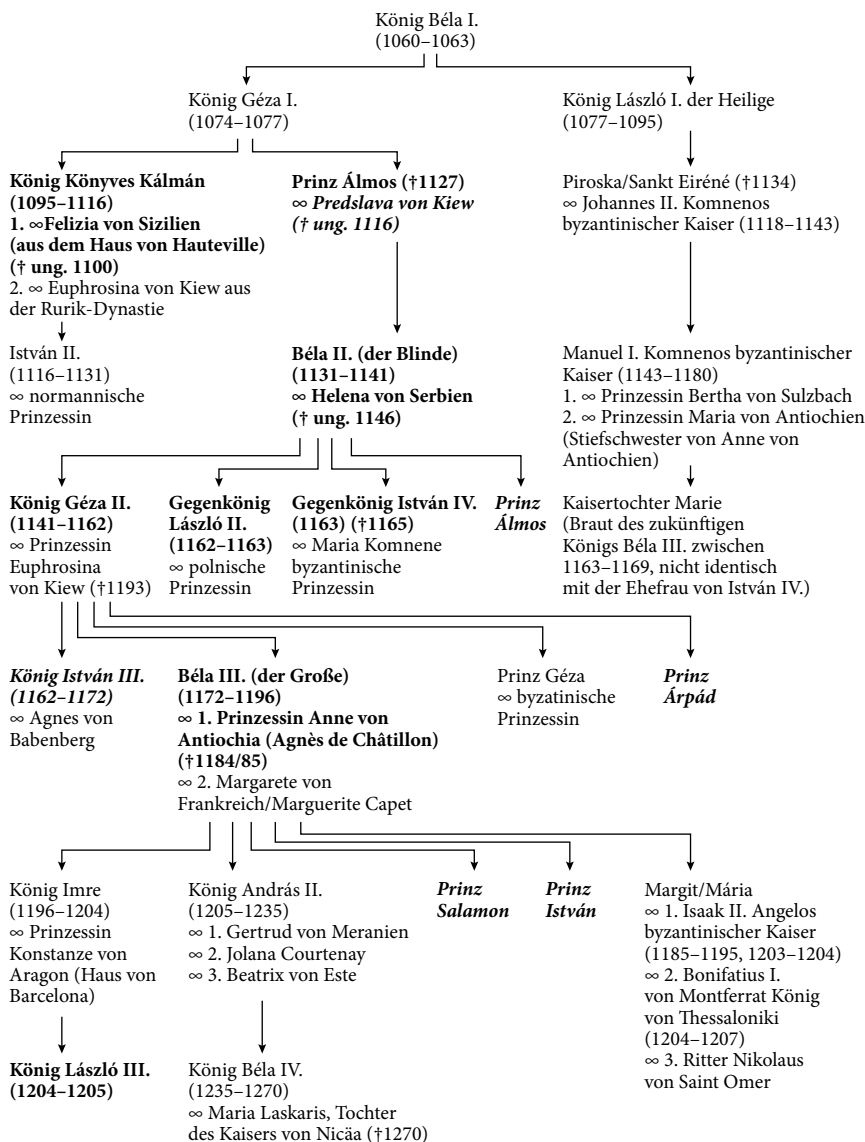 König Béla I.
(1060–1063)
König Géza I.
(1074–1077)
König László I. der Heilige
(1077–1095)
König Könyves Kálmán
(1095–1116)
1. ∞Felizia von Sizilien
(aus dem Haus von Hauteville)
(† ung. 1100)
2. ∞ Euphrosina von Kiew aus
der Rurik-Dynastie
Prinz Álmos (†1127)
∞ Predslava von Kiew
(† ung. 1116)
Piroska/Sankt Eiréné (†1134)
∞ Johannes II. Komnenos
byzantinischer Kaiser (1118–1143)
István II.
(1116–1131)
∞ normannische
Prinzessin
Béla II. (der Blinde)
(1131–1141)
∞ Helena von Serbien
(† ung. 1146)
Manuel I. Komnenos byzantinischer
Kaiser (1143–1180)
1. ∞ Prinzessin Bertha von Sulzbach
2. ∞ Prinzessin Maria von Antiochien
(Stiefschwester von Anne von
Antiochien)
König Géza II.
(1141–1162)
∞ Prinzessin
Euphrosina
von Kiew (†1193)
Gegenkönig
László II.
(1162–1163)
∞ polnische
Prinzessin
Gegenkönig István IV.
(1163) (†1165)
∞ Maria Komnene
byzantinische
Prinzessin
Prinz
Álmos
Kaisertochter Marie
(Braut des zukünftigen
Königs Béla III. zwischen
1163–1169, nicht identisch
mit der Ehefrau von István IV.)
König István III.
(1162–1172)
∞ Agnes von
Babenberg
Béla III. (der Große)
(1172–1196)
∞ 1. Prinzessin Anne von
Antiochia (Agnès de Châtillon)
(†1184/85)
∞ 2. Margarete von
Frankreich/Marguerite Capet
Prinz Géza
∞ byzatinische
Prinzessin
Prinz
Árpád
König Imre
(1196–1204)
∞ Prinzessin
Konstanze von
Aragon (Haus von
Barcelona)
König András II.
(1205–1235)
∞ 1. Gertrud von Meranien
∞ 2. Jolana Courtenay
∞ 3. Beatrix von Este
Prinz
Salamon
Prinz
István
Margit/Mária
∞ 1. Isaak II. Angelos
byzantinischer Kaiser
(1185–1195, 1203–1204)
∞ 2. Bonifatius I.
von Montferrat König
von Thessaloniki
(1204–1207)
∞ 3. Ritter Nikolaus
von Saint Omer
König László III.
(1204–1205)
König Béla IV.
(1235–1270)
∞ Maria Laskaris, Tochter
des Kaisers von Nicäa (†1270)